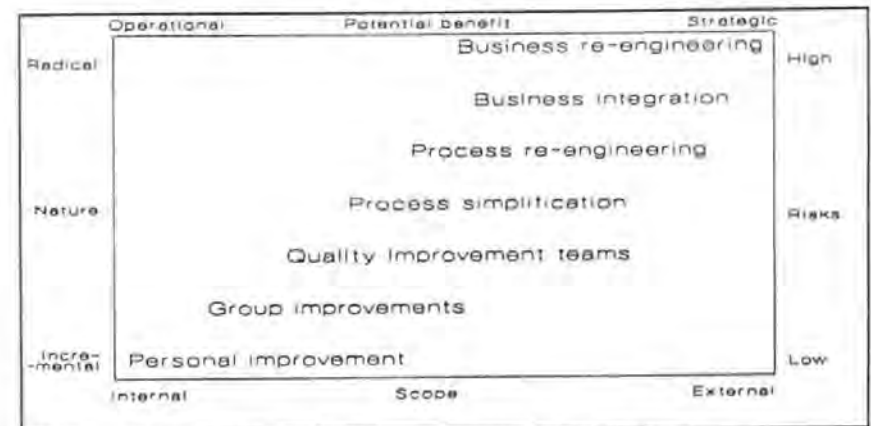 Operational Potential benefit Strategic
Radical Business re-engineering High
Business integration
Process re-engineering
Process simplification
Nature Risks
Quality improvement teams
Group improvements
Incre-
-mental Personal improvement Low
Internal Scope External